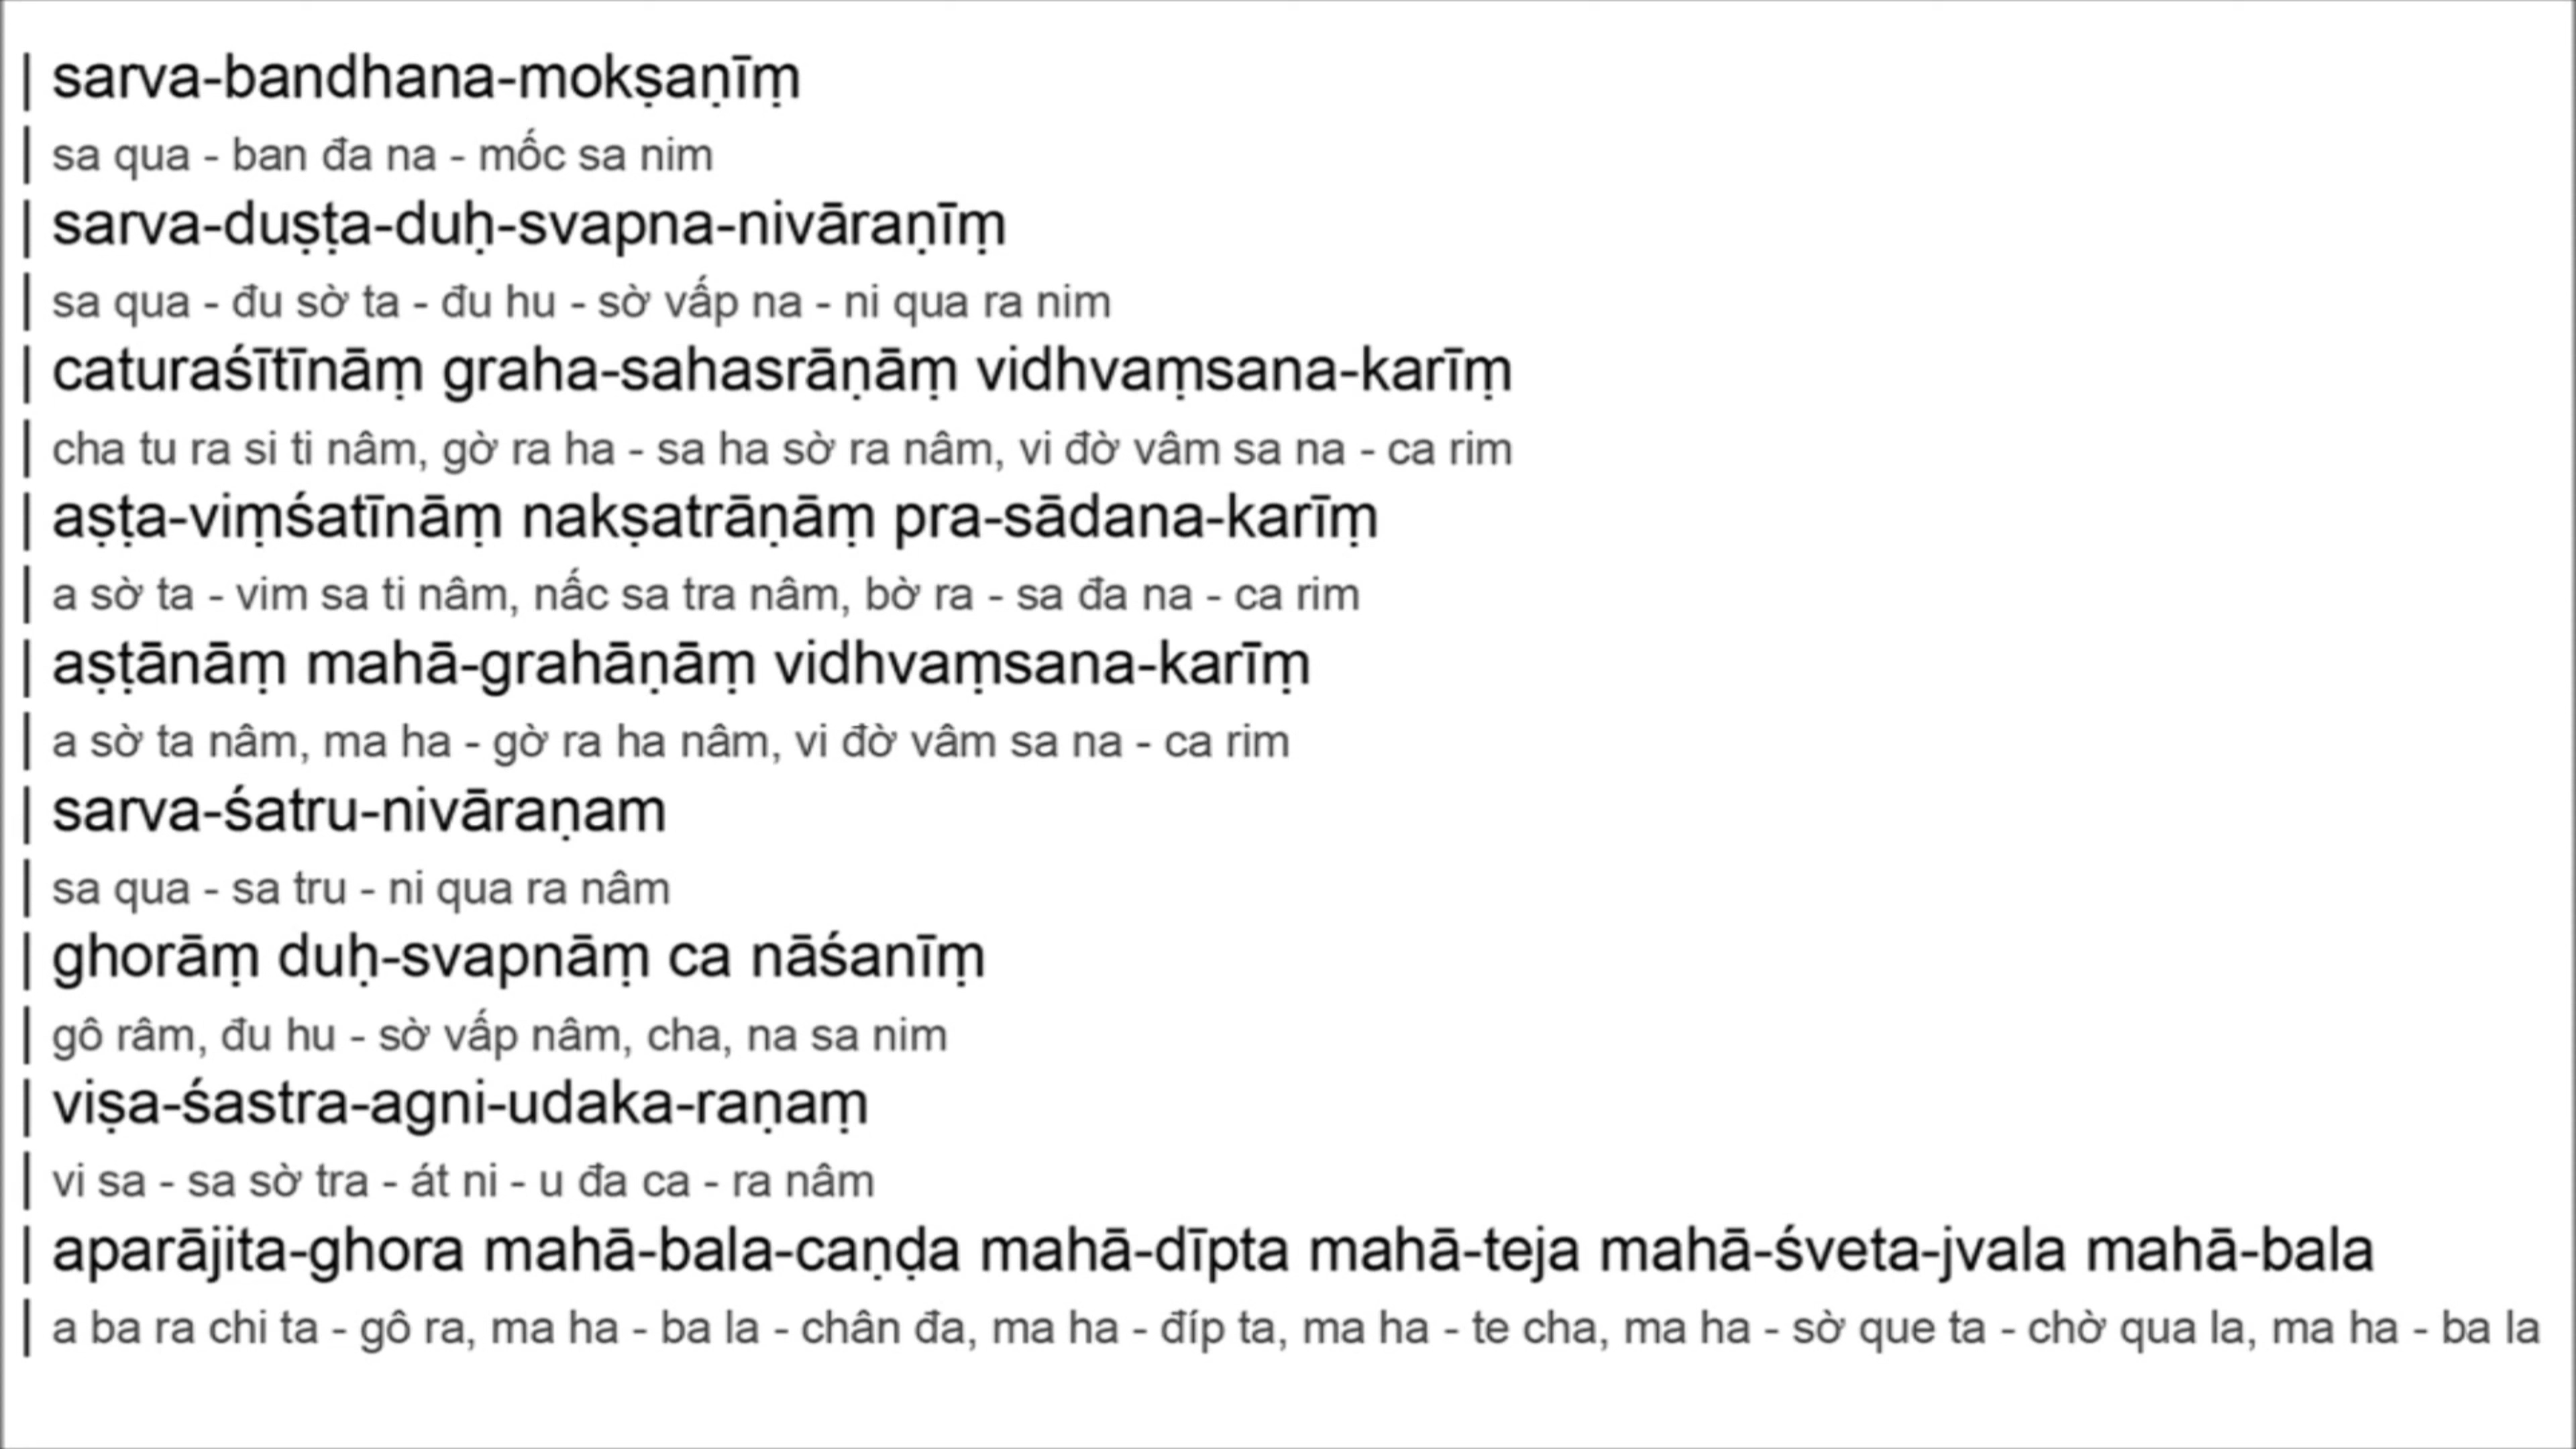 | sarva-bandhana-mokṣaṇīṃ
| sa qua - ban đa na - mốc sa nim
| sarva-duṣṭa-duḥ-svapna-nivāraṇīṃ
| sa qua - đu sờ ta - đu hu - sờ vấp na - ni qua ra nim
| caturaśītīnāṃ graha-sahasrāṇāṃ vidhvaṃsana-karīṃ
| cha tu ra si ti nâm, gờ ra ha - sa ha sờ ra nâm, vi đờ vâm sa na - ca rim
| aṣṭa-viṃśatīnāṃ nakṣatrāṇāṃ pra-sādana-karīṃ
| a sờ ta - vim sa ti nâm, nấc sa tra nâm, bờ ra - sa đa na - ca rim
| aṣṭānāṃ mahā-grahāṇāṃ vidhvaṃsana-karīṃ
| a sờ ta nâm, ma ha - gờ ra ha nâm, vi đờ vâm sa na - ca rim
| sarva-śatru-nivāraṇam
| sa qua - sa tru - ni qua ra nâm
| ghorāṃ duḥ-svapnāṃ ca nāśanīṃ
| gô râm, đu hu - sờ vấp nâm, cha, na sa nim
| viṣa-śastra-agni-udaka-raṇaṃ
| vi sa - sa sờ tra - át ni - u đa ca - ra nâm
| aparājita-ghora mahā-bala-caṇḍa mahā-dīpta mahā-teja mahā-śveta-jvala mahā-bala
| a ba ra chi ta - gô ra, ma ha - ba la - chân đa, ma ha - đíp ta, ma ha - te cha, ma ha - sờ que ta - chờ qua la, ma ha - ba la